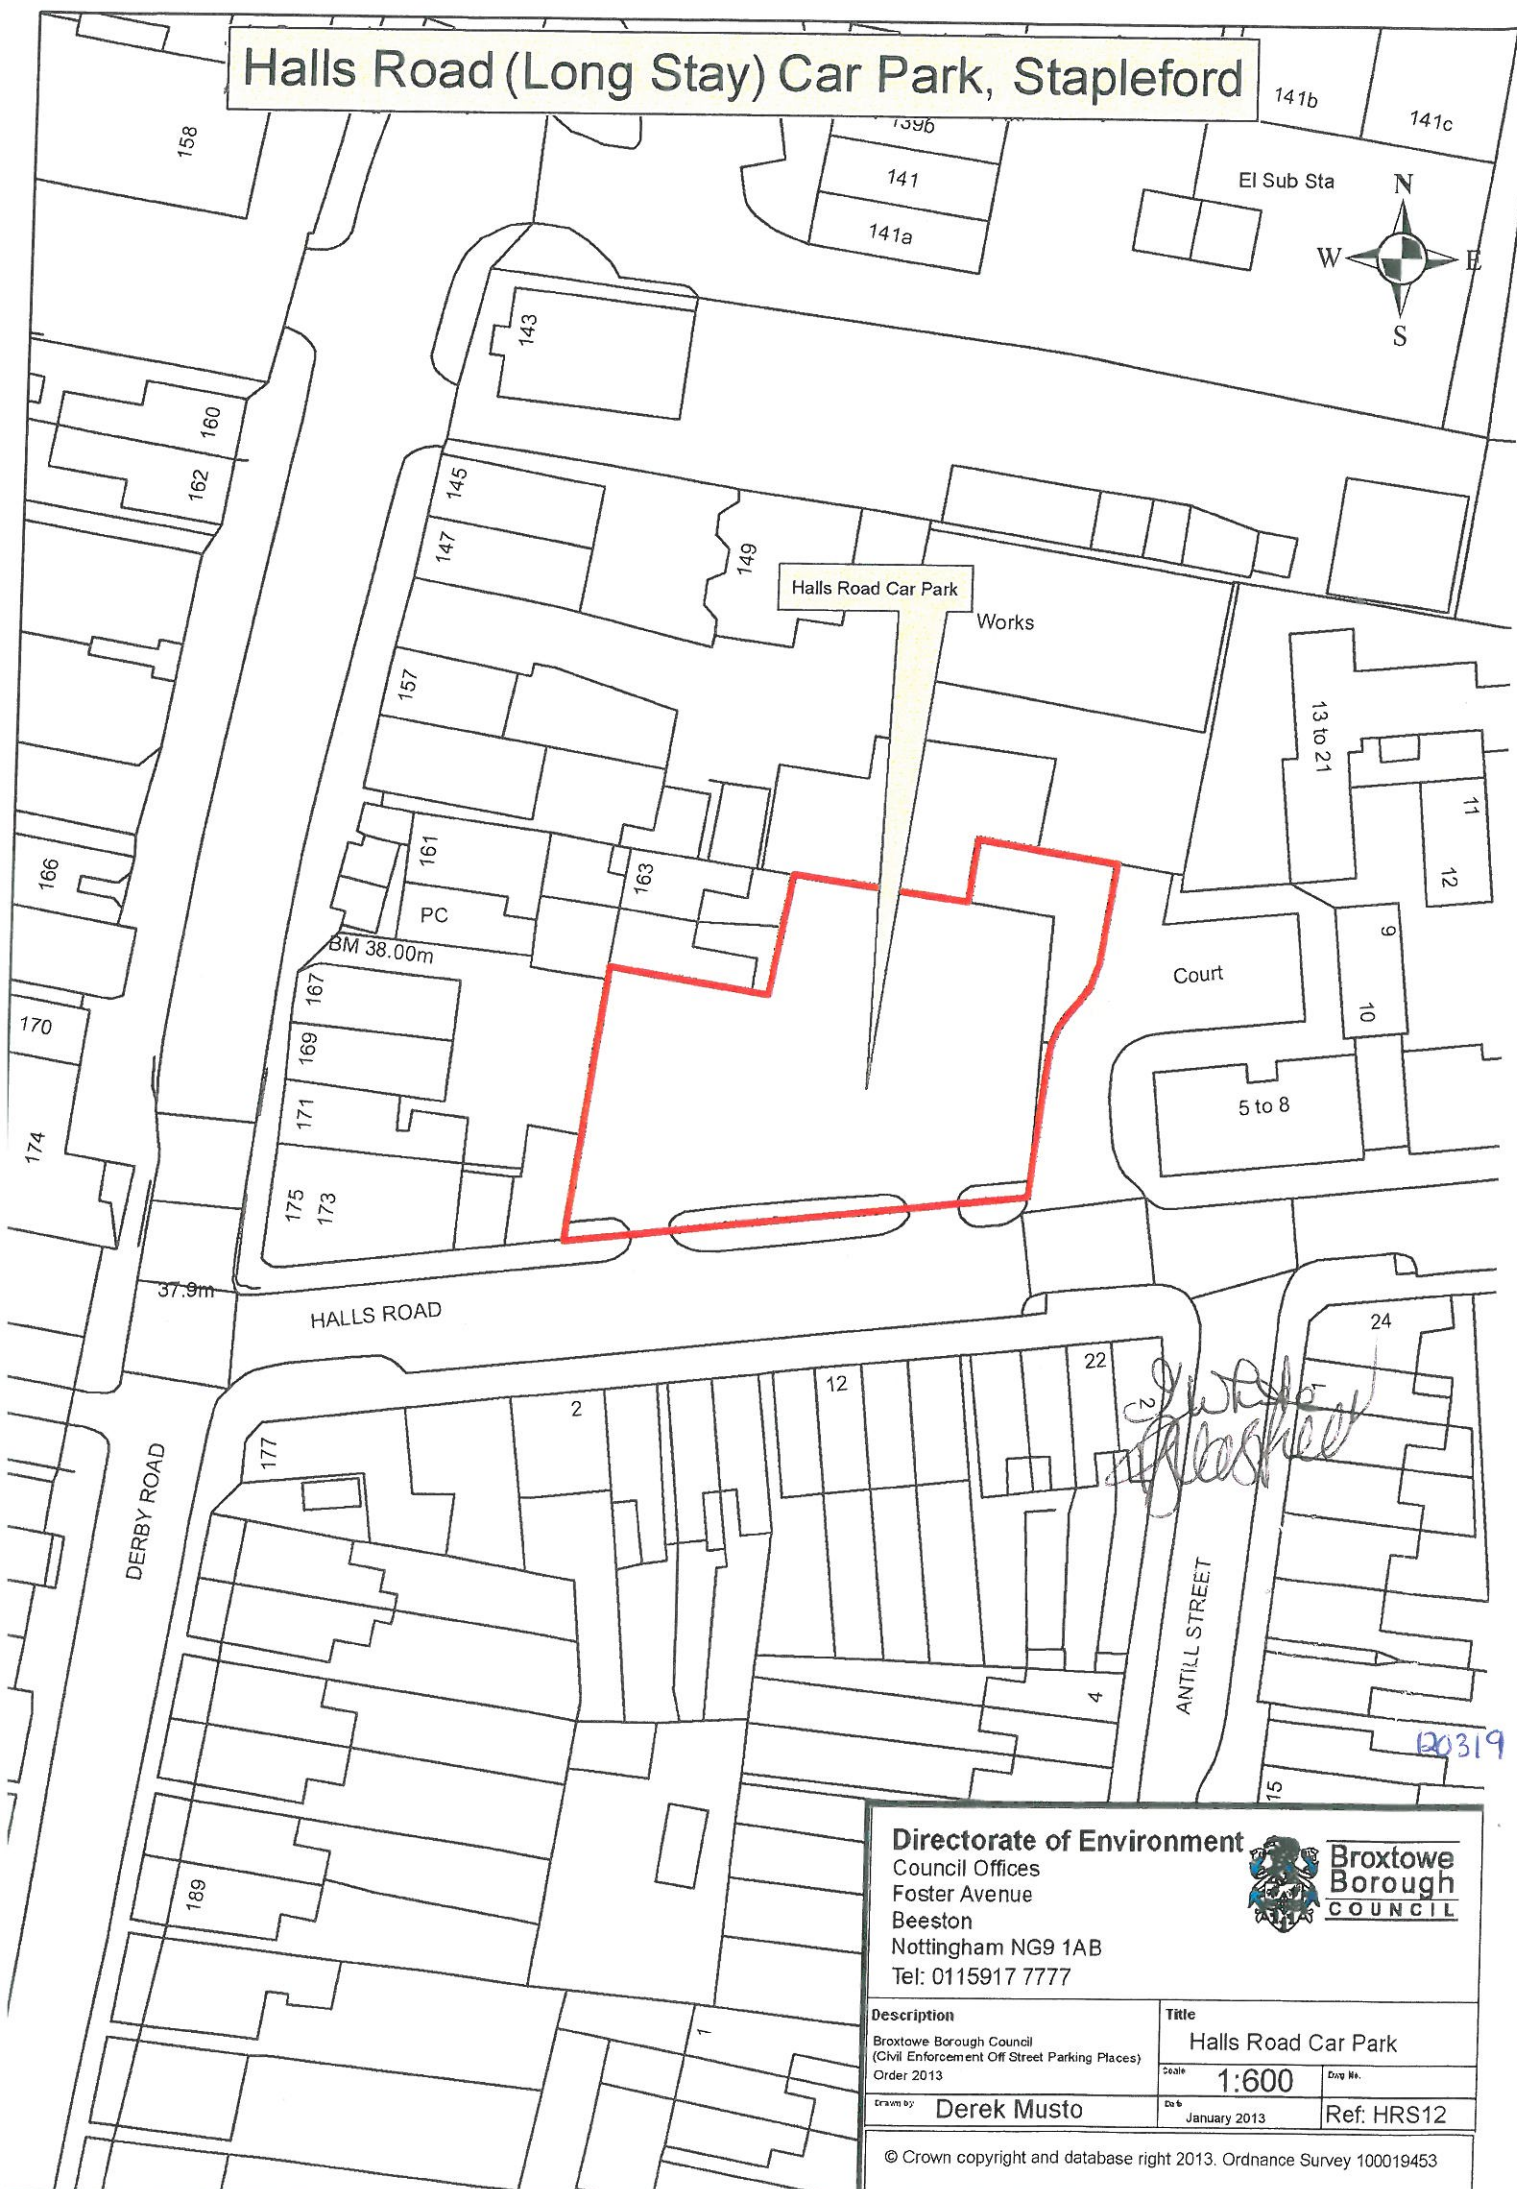 Halls Road (Long Stay) Car Park, Stapleford
158
139b
141
141a
141b
141c
El Sub Sta
N
W
E
S
143
160
162
145
147
149
Halls Road Car Park
Works
157
13 to 21
11
12
161
163
166
PC
BM 38.00m
9
10
Court
167
169
170
171
174
175
173
5 to 8
37.9m
HALLS ROAD
24
22
12
2
2
1
177
DERBY ROAD
ANTILL STREET
4
120319
15
189
1
Directorate of Environment
Council Offices
Foster Avenue
Beeston
Nottingham NG9 1AB
Tel: 0115917 7777
Broxtowe
Borough
COUNCIL
Description
Broxtowe Borough Council
(Civil Enforcement Off Street Parking Places)
Order 2013
Title
Halls Road Car Park
Scale
1:600
Dwg No.
Drawn by
Derek Musto
Date
January 2013
Ref: HRS12
© Crown copyright and database right 2013. Ordnance Survey 100019453